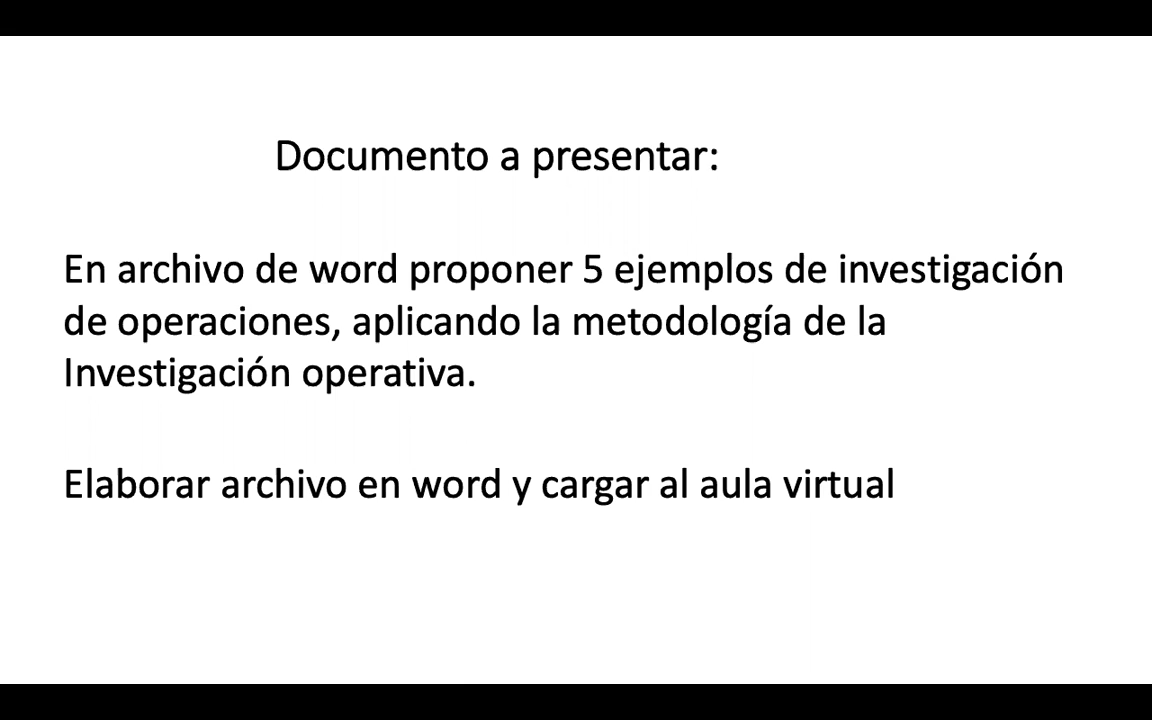 Documento a presentar:
En archivo de word proponer 5 ejemplos de investigación
de operaciones, aplicando la metodología de la
Investigación operativa.
Elaborar archivo en word y cargar al aula virtual